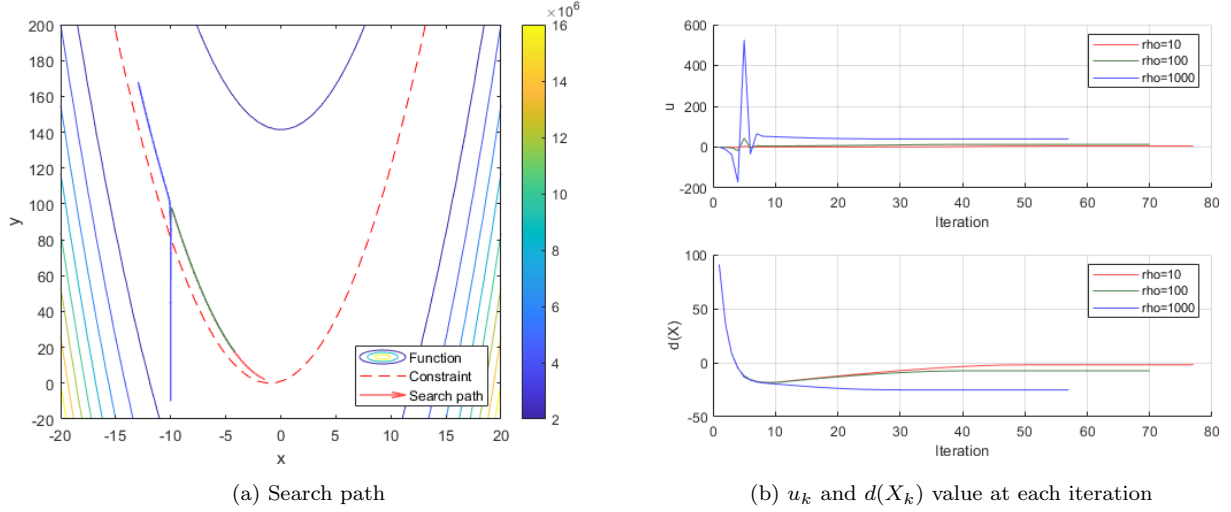 ×10⁶
200
180
160
140
120
100
80
60
40
20
0
-20
y
-20 -15 -10 -5 0 5 10 15 20
x
Function
Constraint
Search path
16
14
12
10
8
6
4
2
(a) Search path
600
400
200
0
-200
u
rho=10
rho=100
rho=1000
0 10 20 30 40 50 60 70 80
Iteration
100
50
0
-50
d(X)
rho=10
rho=100
rho=1000
0 10 20 30 40 50 60 70 80
Iteration
(b) uₖ and d(Xₖ) value at each iteration